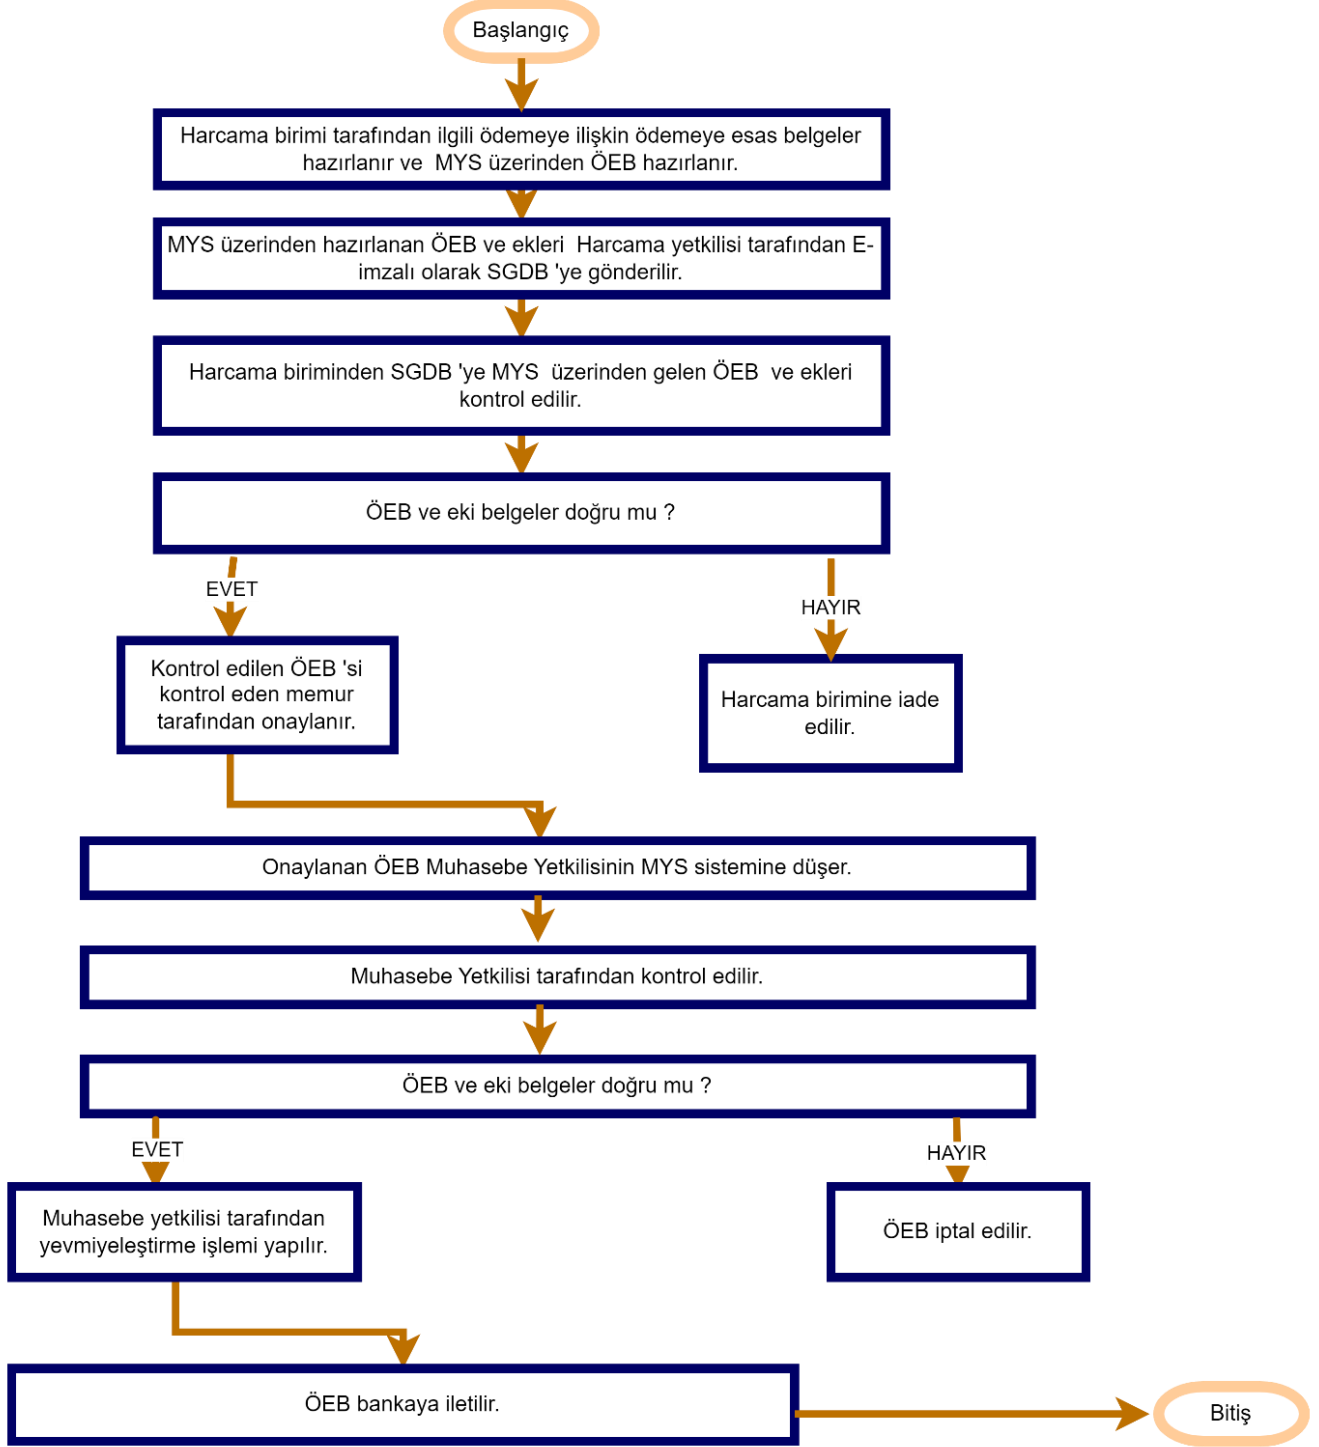 Başlangıç
Harcama birimi tarafından ilgili ödemeye ilişkin ödemeye esas belgeler
hazırlanır ve  MYS üzerinden ÖEB hazırlanır.
MYS üzerinden hazırlanan ÖEB ve ekleri  Harcama yetkilisi tarafından E-
imzalı olarak SGDB 'ye gönderilir.
Harcama biriminden SGDB 'ye MYS  üzerinden gelen ÖEB  ve ekleri
kontrol edilir.
ÖEB ve eki belgeler doğru mu ?
EVET
HAYIR
Kontrol edilen ÖEB 'si
kontrol eden memur
tarafından onaylanır.
Harcama birimine iade
edilir.
Onaylanan ÖEB Muhasebe Yetkilisinin MYS sistemine düşer.
Muhasebe Yetkilisi tarafından kontrol edilir.
ÖEB ve eki belgeler doğru mu ?
EVET
HAYIR
Muhasebe yetkilisi tarafından
yevmiyeleştirme işlemi yapılır.
ÖEB iptal edilir.
ÖEB bankaya iletilir.
Bitiş